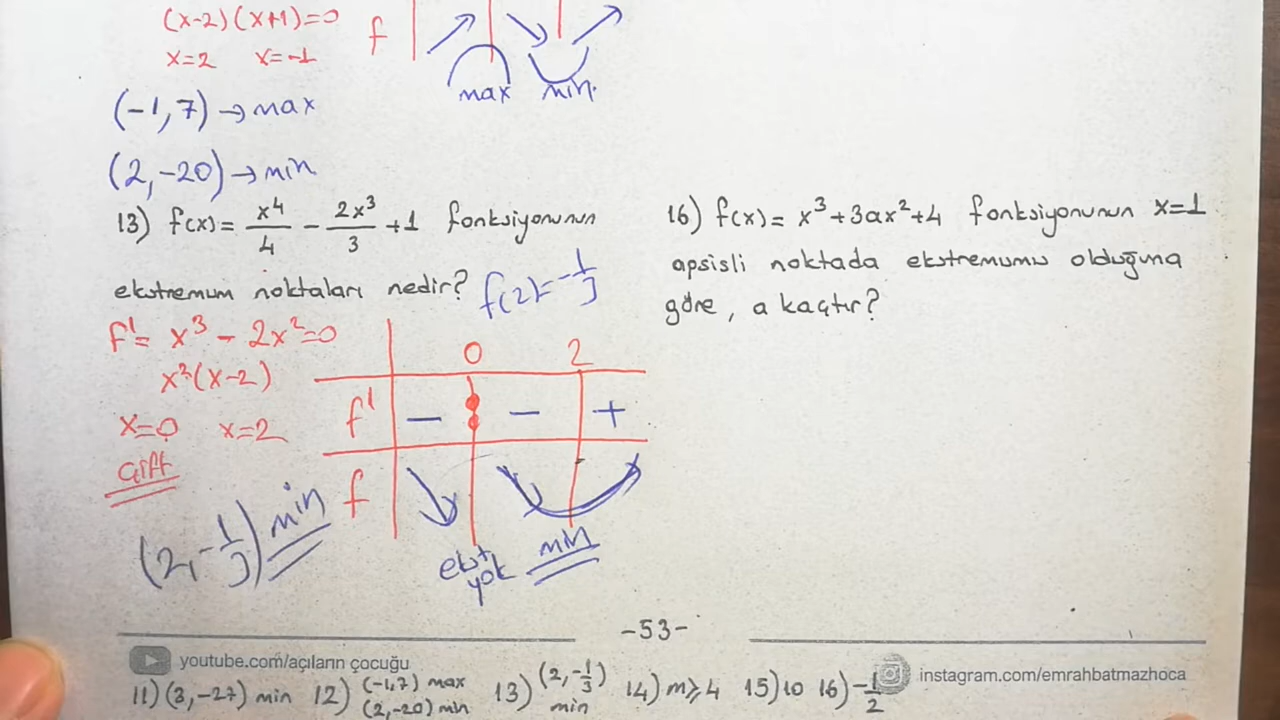 (x-2)(x+1)=0
x=2 x=-1
f
max min
(-1,7)→max
(2,-20)→min
13) f(x)= x⁴/4 - 2x³/3 +1 fonksiyonunun
ekstremum noktaları nedir? f(2)=-1/3
f'= x³ - 2x²=0
x²(x-2)
x=0 x=2
Çift
0 2
f' - - +
f
ekst yok min
(2,-1/3) min
16) f(x)= x³+3ax²+4 fonksiyonunun x=1
apsisli noktada ekstremumu olduğuna
göre, a kaçtır?
-53-
youtube.com/açıların çocuğu
instagram.com/emrahbatmazhoca
11)(3,-27) min 12) (-1,7) max (2,-20) min 13) (2,-1/3) min 14) m≥4 15)10 16)-1/2